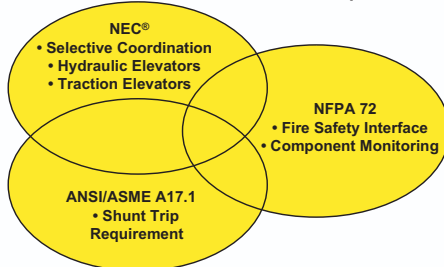 NEC®
• Selective Coordination
• Hydraulic Elevators
• Traction Elevators
NFPA 72
• Fire Safety Interface
• Component Monitoring
ANSI/ASME A17.1
• Shunt Trip
Requirement